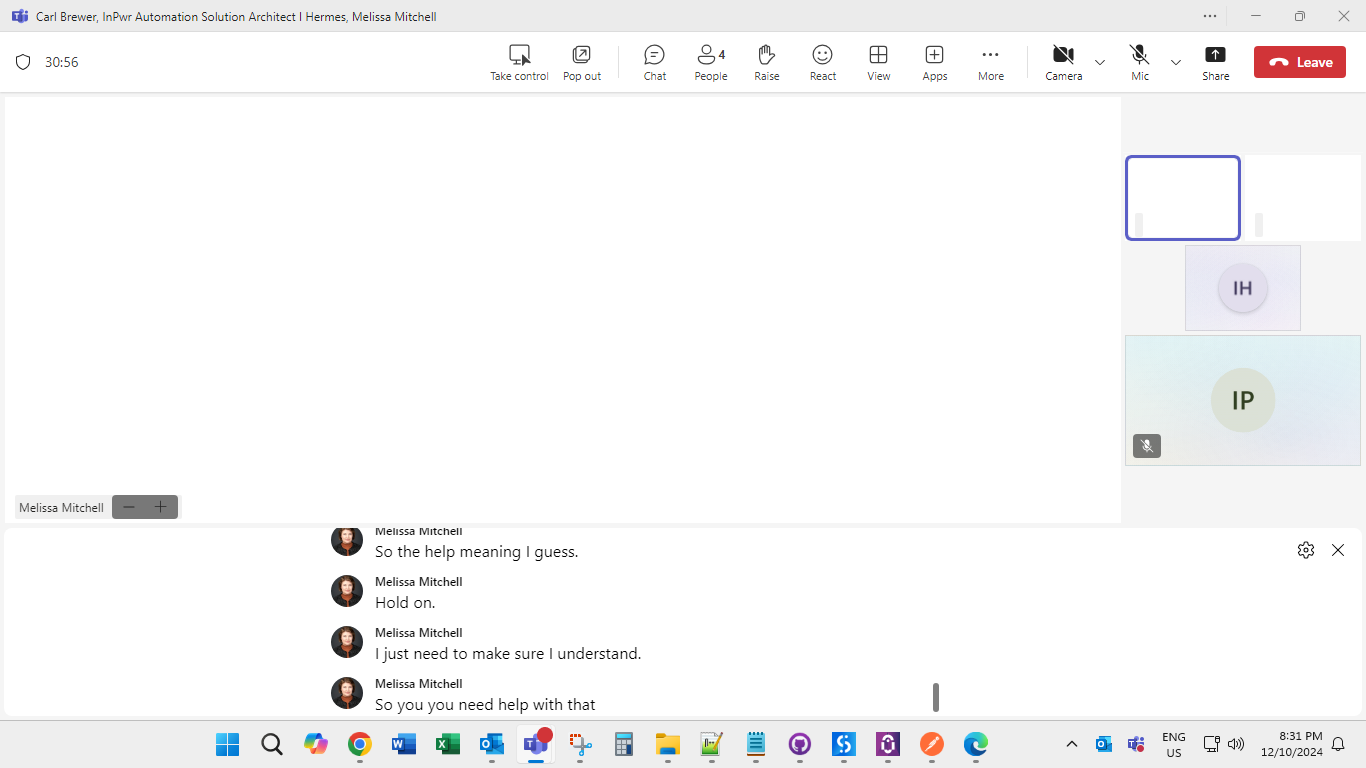 Carl Brewer, InPwr Automation Solution Architect I Hermes, Melissa Mitchell
30:56
Take control
Pop out
Chat
4
People
Raise
React
View
Apps
More
Camera
Mic
Share
Leave
IH
IP
Melissa Mitchell
Melissa Mitchell
So the help meaning I guess.
Melissa Mitchell
Hold on.
Melissa Mitchell
I just need to make sure I understand.
Melissa Mitchell
So you you need help with that
ENG
US
8:31 PM
12/10/2024